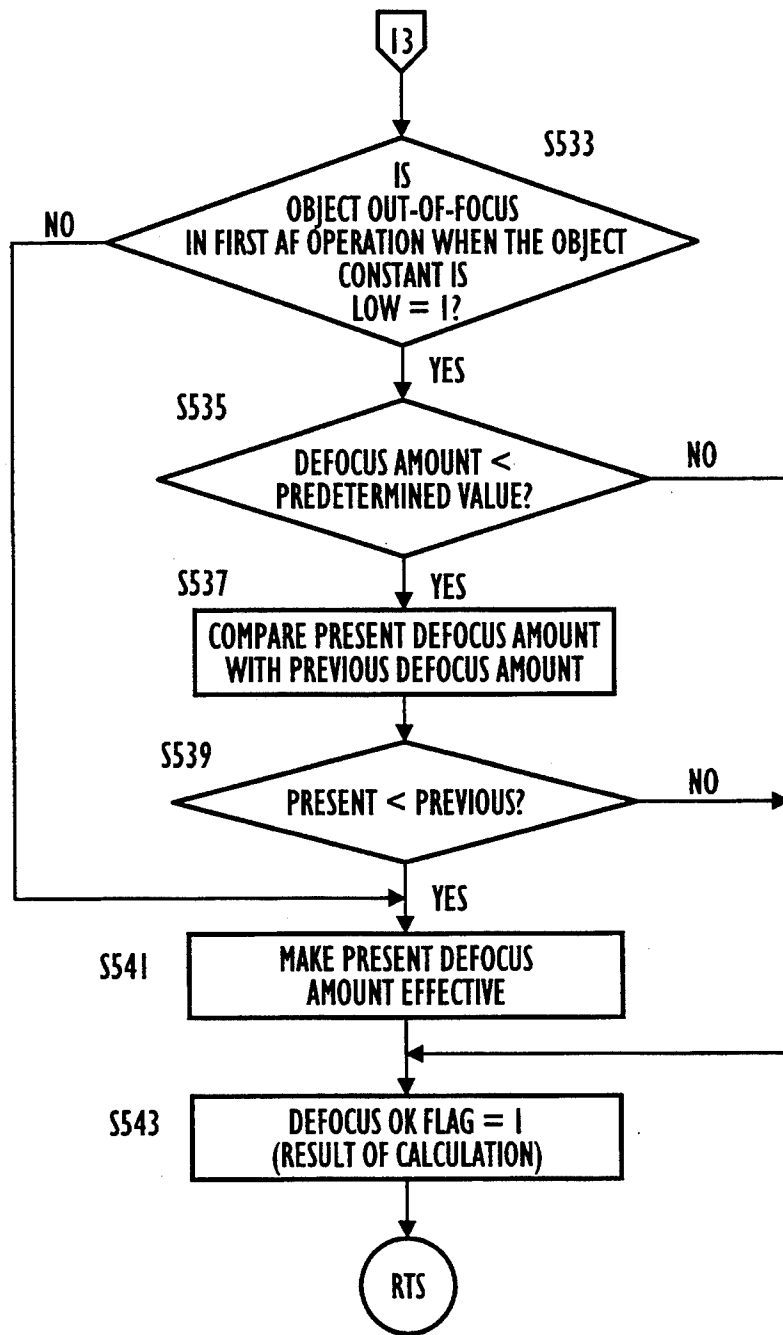 13
S533
IS
OBJECT OUT-OF-FOCUS
IN FIRST AF OPERATION WHEN THE OBJECT
CONSTANT IS
LOW = 1?
NO
YES
S535
DEFOCUS AMOUNT <
PREDETERMINED VALUE?
NO
YES
S537
COMPARE PRESENT DEFOCUS AMOUNT
WITH PREVIOUS DEFOCUS AMOUNT
S539
PRESENT < PREVIOUS?
NO
YES
S541
MAKE PRESENT DEFOCUS
AMOUNT EFFECTIVE
S543
DEFOCUS OK FLAG = 1
(RESULT OF CALCULATION)
RTS